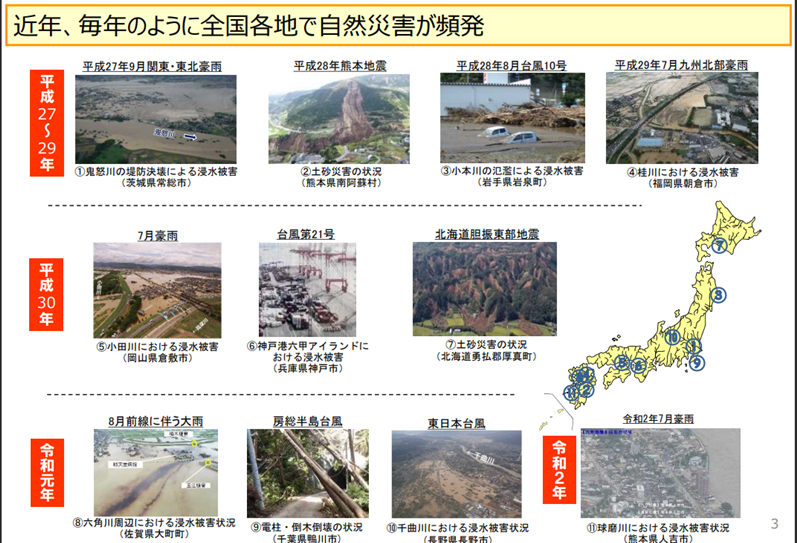 近年、毎年のように全国各地で自然災害が頻発
平成27~29年
平成27年9月関東・東北豪雨
鬼怒川
①鬼怒川の堤防決壊による浸水被害
(茨城県常総市)
平成28年熊本地震
②土砂災害の状況
(熊本県南阿蘇村)
平成28年8月台風10号
③小本川の氾濫による浸水被害
(岩手県岩泉町)
平成29年7月九州北部豪雨
④桂川における浸水被害
(福岡県朝倉市)
平成30年
7月豪雨
⑤小田川における浸水被害
(岡山県倉敷市)
台風第21号
⑥神戸港六甲アイランドに
おける浸水被害
(兵庫県神戸市)
北海道胆振東部地震
⑦土砂災害の状況
(北海道勇払郡厚真町)
⑦
③
⑩
⑪
⑨
⑤
⑥
②
令和元年
8月前線に伴う大雨
⑧六角川周辺における浸水被害状況
(佐賀県大町町)
房総半島台風
⑨電柱・倒木倒壊の状況
(千葉県鴨川市)
東日本台風
千曲川
⑩千曲川における浸水被害状況
(長野県長野市)
令和2年
令和2年7月豪雨
⑪球磨川における浸水被害状況
(熊本県人吉市)
3